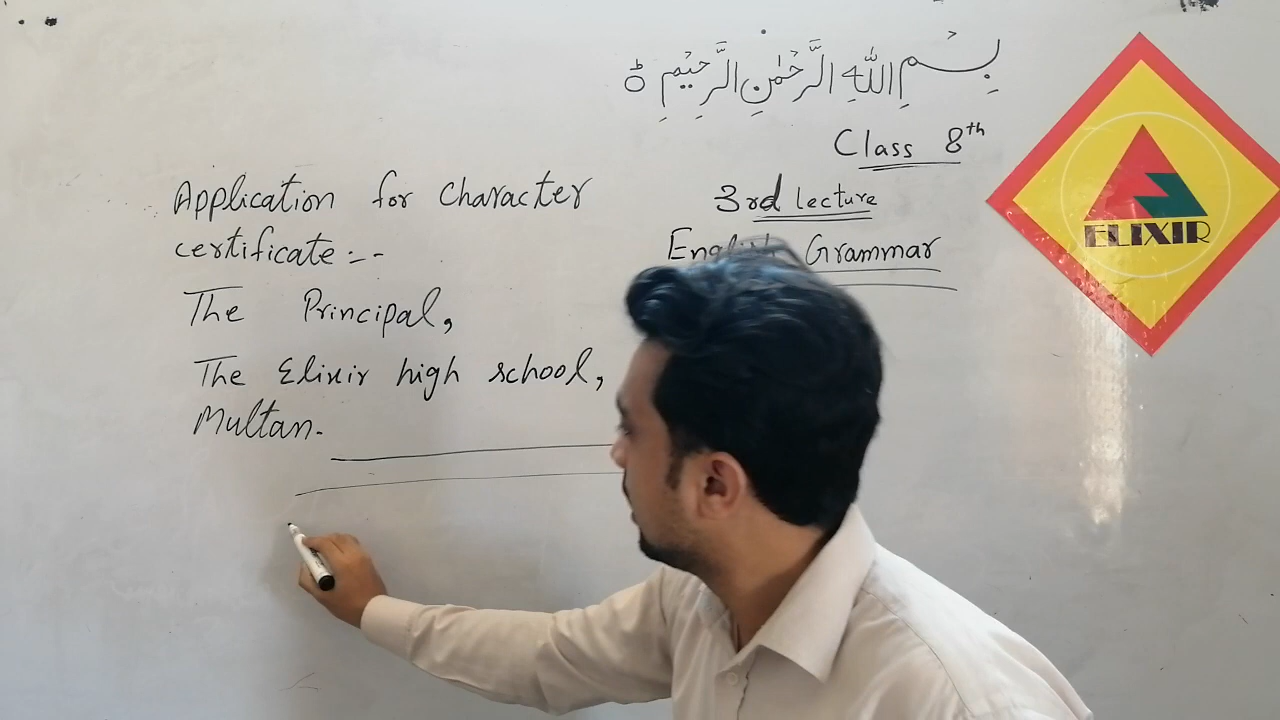 بِسْمِ اللّٰهِ الرَّحْمٰنِ الرَّحِيْمِ ؕ
Class 8th
3rd lecture
English Grammar
Application for Character
certificate:--
The Principal,
The Elixir high school,
Multan.
ELIXIR